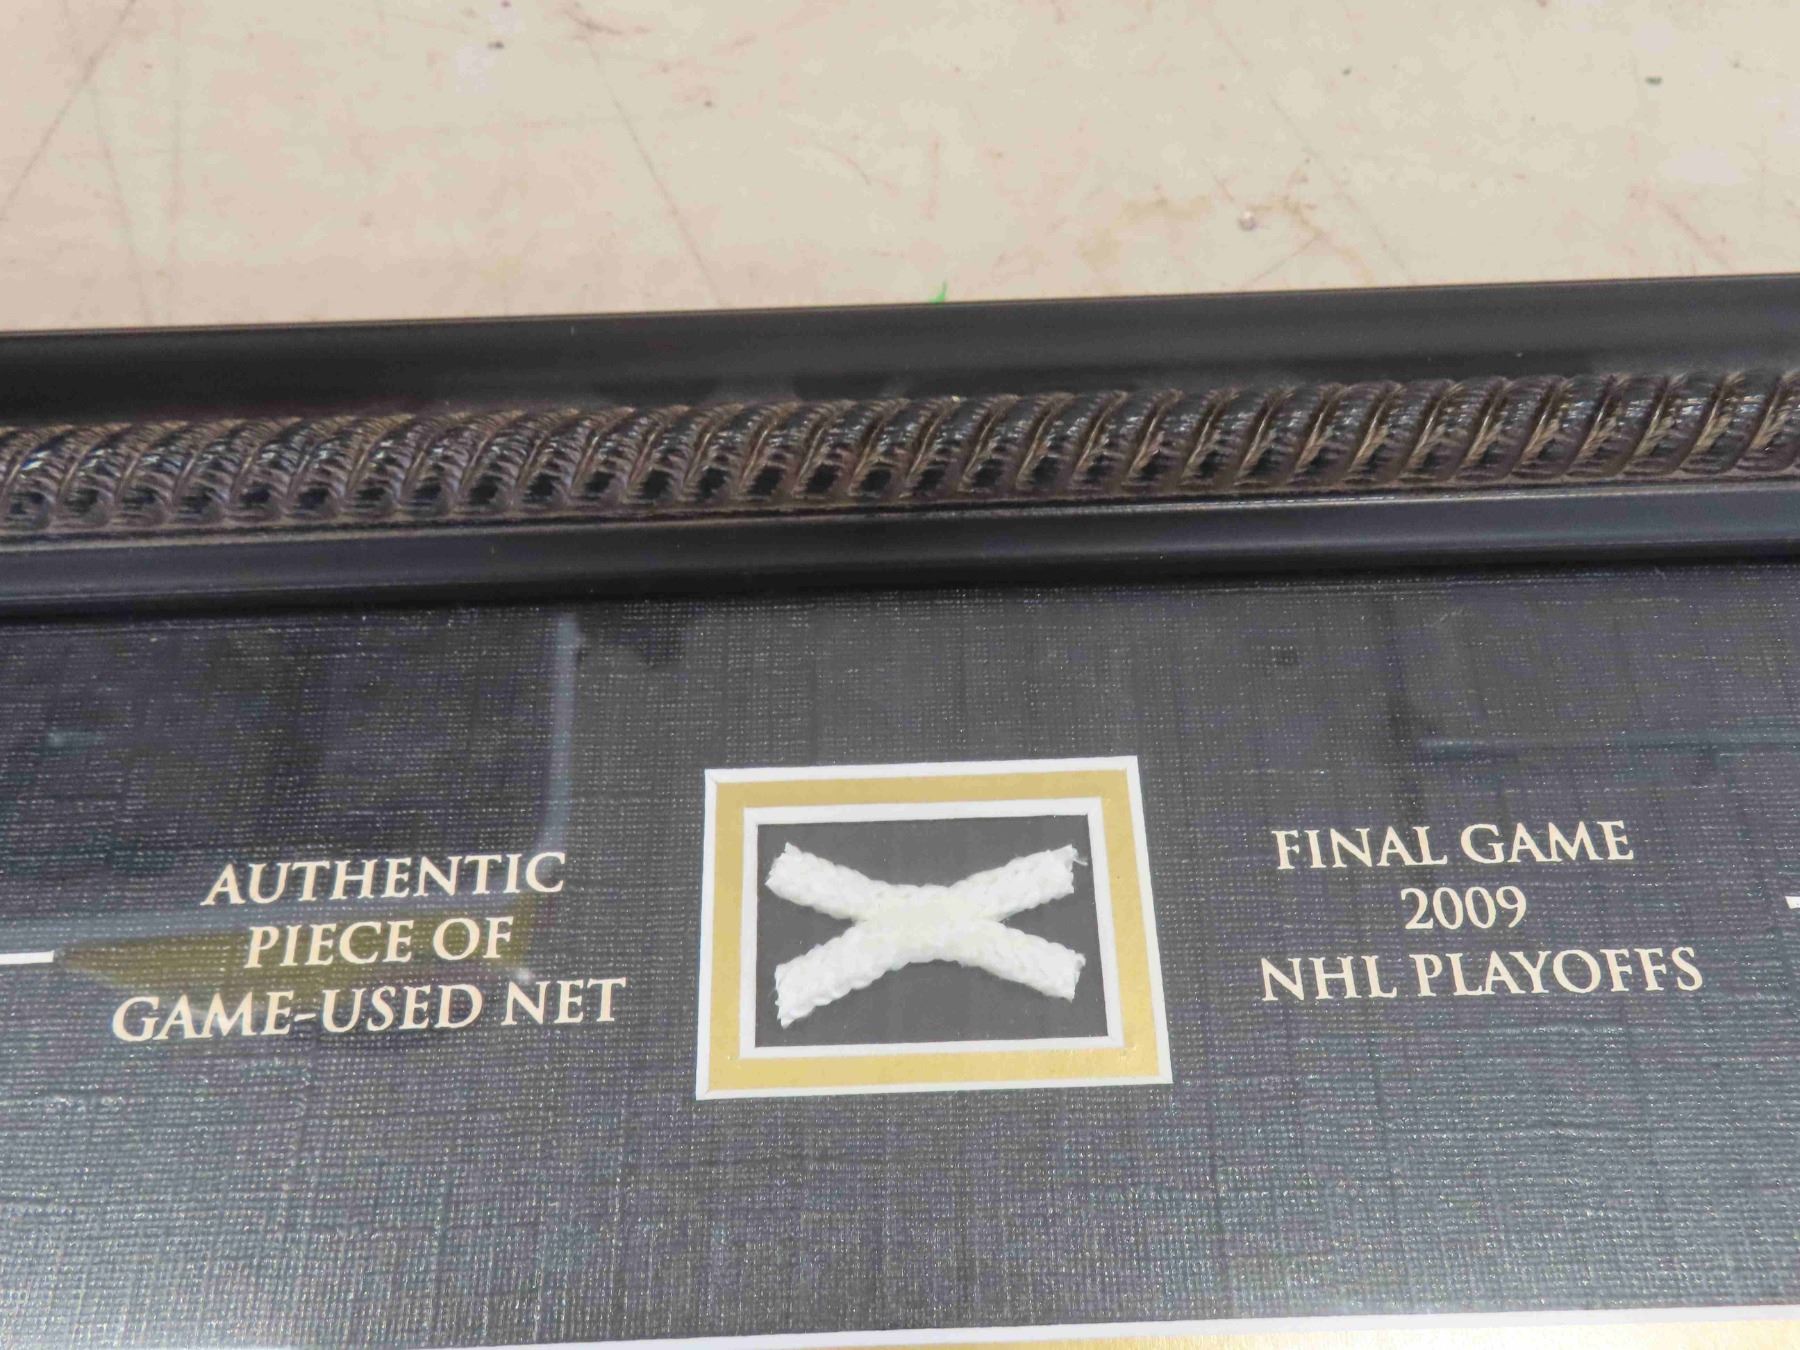 AUTHENTIC
PIECE OF
GAME-USED NET
FINAL GAME
2009
NHL PLAYOFFS